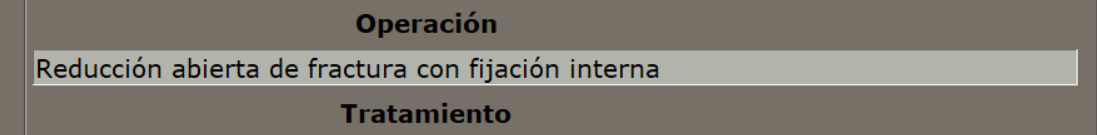 Operación
Reducción abierta de fractura con fijación interna
Tratamiento